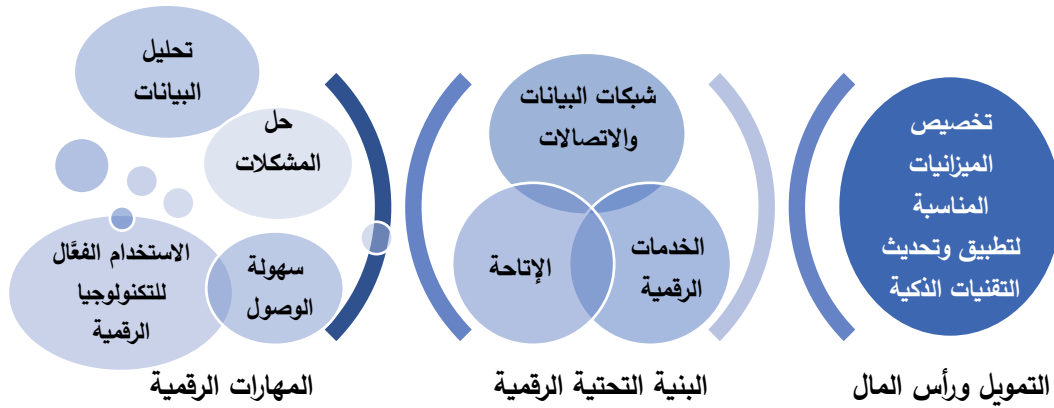 تخصيص
الميزانيات
المناسبة
لتطبيق وتحديث
التقنيات الذكية
التمويل ورأس المال
شبكات البيانات
والاتصالات
الخدمات
الرقمية
الإتاحة
البنية التحتية الرقمية
تحليل
البيانات
حل
المشكلات
سهولة
الوصول
الاستخدام الفعَّال
للتكنولوجيا
الرقمية
المهارات الرقمية